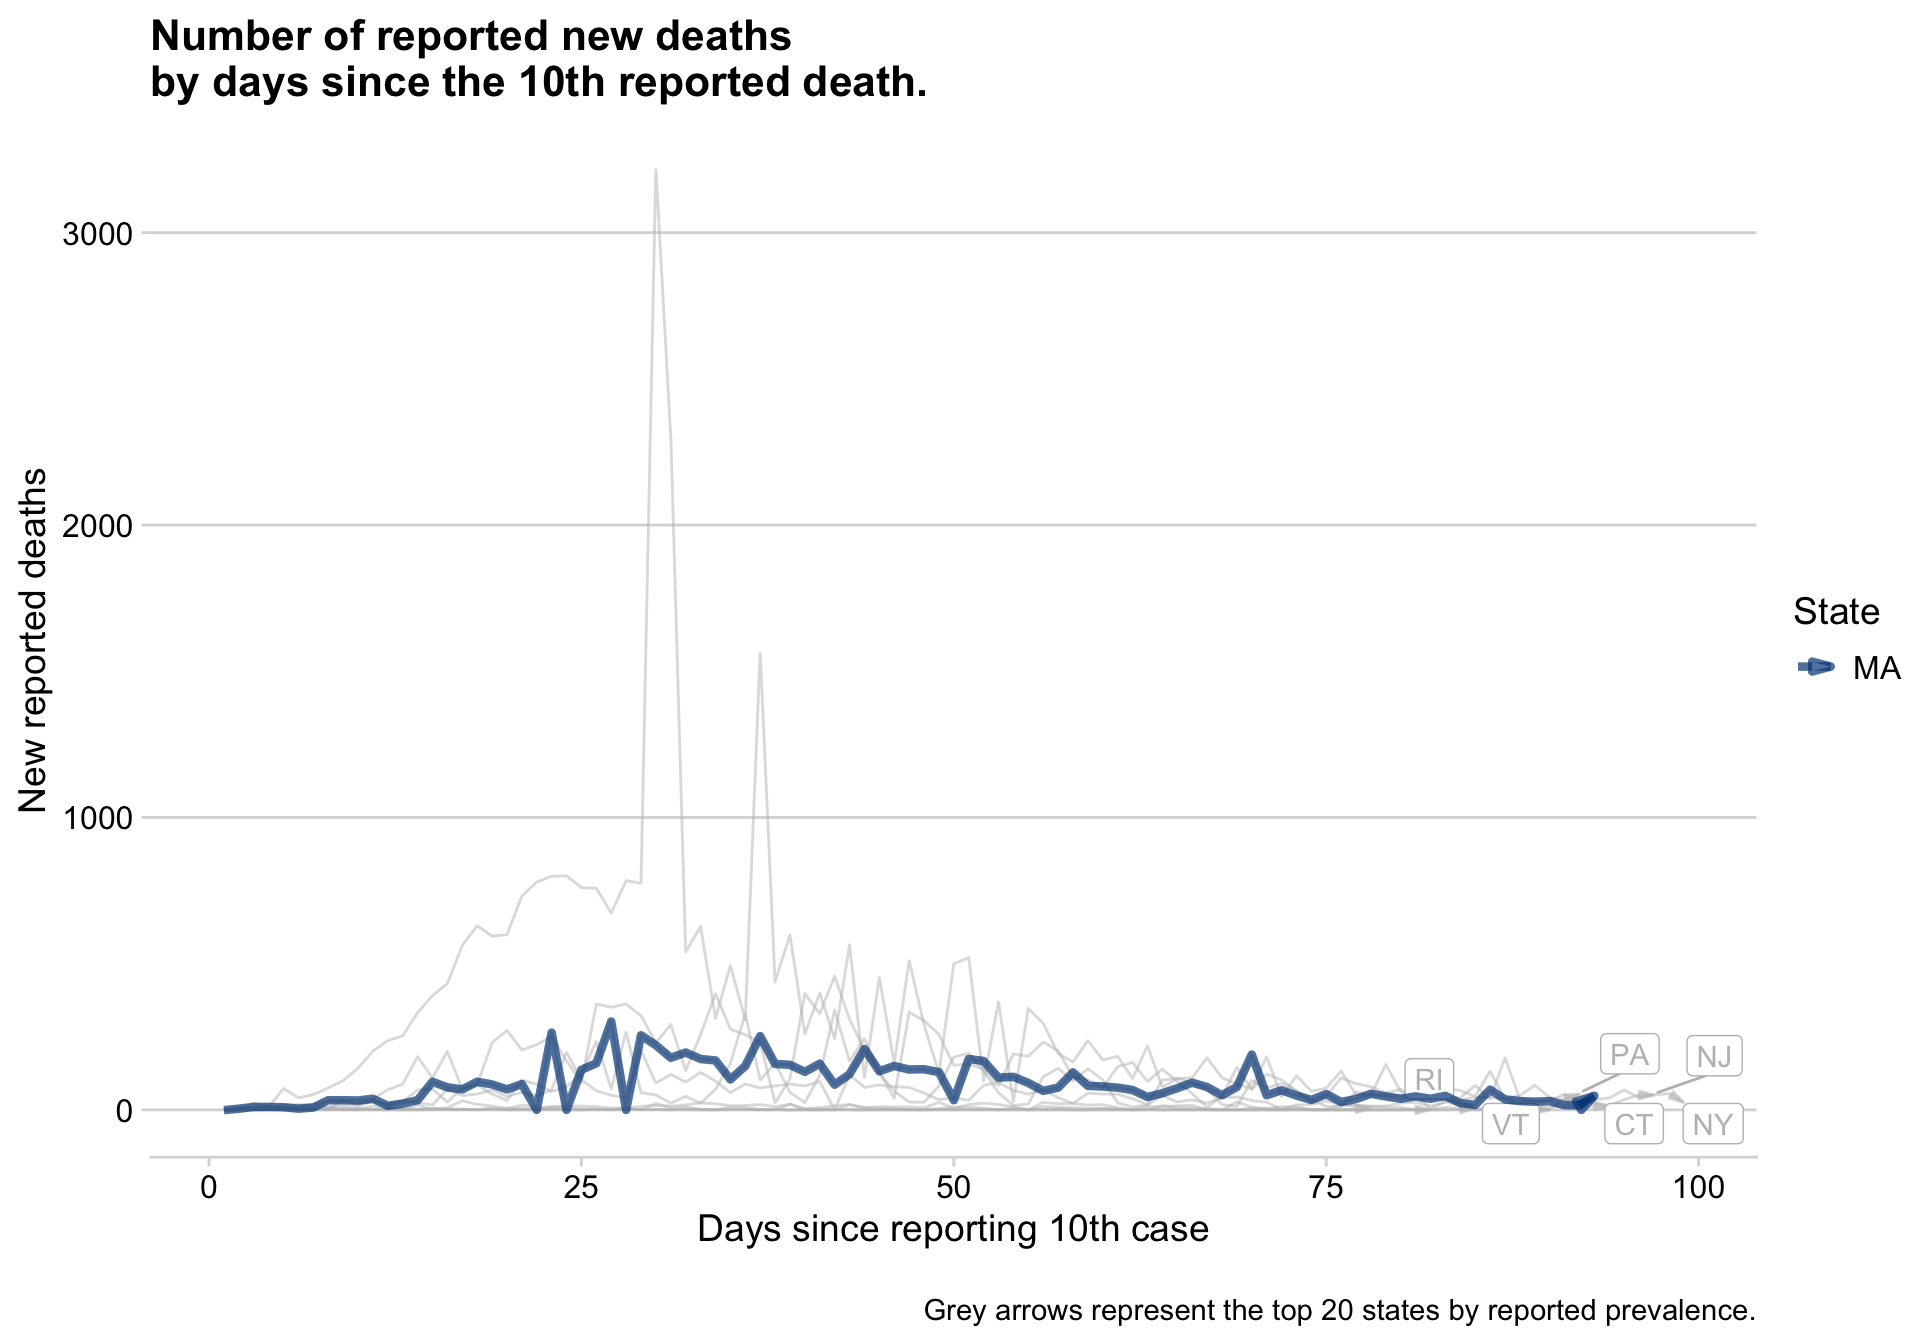 Number of reported new deaths
by days since the 10th reported death.
New reported deaths
3000
2000
1000
0
0
25
50
75
100
RI
PA
NJ
VT
CT
NY
Days since reporting 10th case
State
MA
Grey arrows represent the top 20 states by reported prevalence.